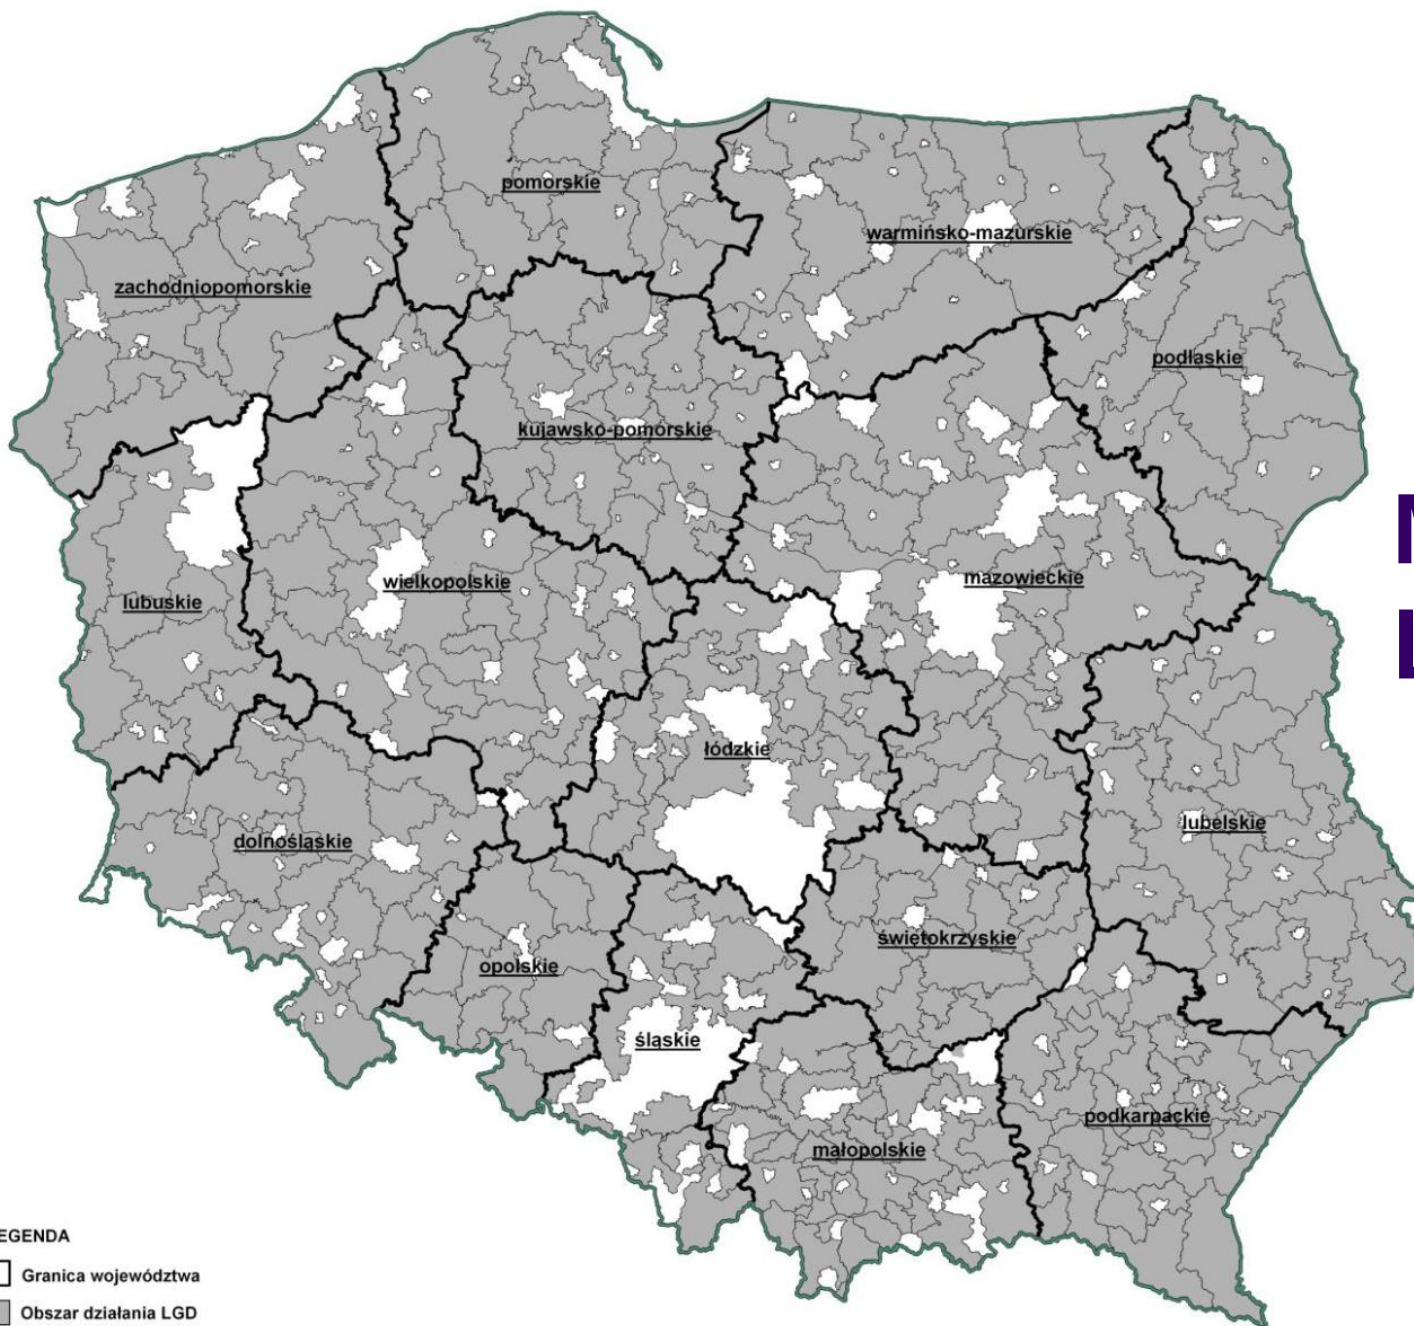 pomorskie
warmińsko-mazurskie
zachodniopomorskie
podlaskie
kujawsko-pomorskie
wielkopolskie
mazowieckie
lubuskie
łódzkie
dolnośląskie
lubelskie
świętokrzyskie
opolskie
śląskie
podkarpackie
małopolskie
EGENDA
Granica województwa
Obszar działania LGD